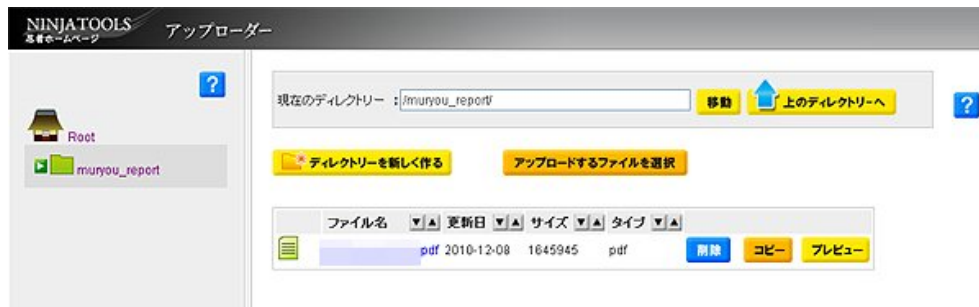 NINJATOOLS アップローダー
忍者ホームページ
?
現在のディレクトリー : /muryou_report/ 移動 上のディレクトリーへ ?
Root
muryou_report
ディレクトリーを新しく作る アップロードするファイルを選択
ファイル名 ▼ ▲ 更新日 ▼ ▲ サイズ ▼ ▲ タイプ ▼ ▲
pdf 2010-12-08 1645945 pdf 削除 コピー プレビュー